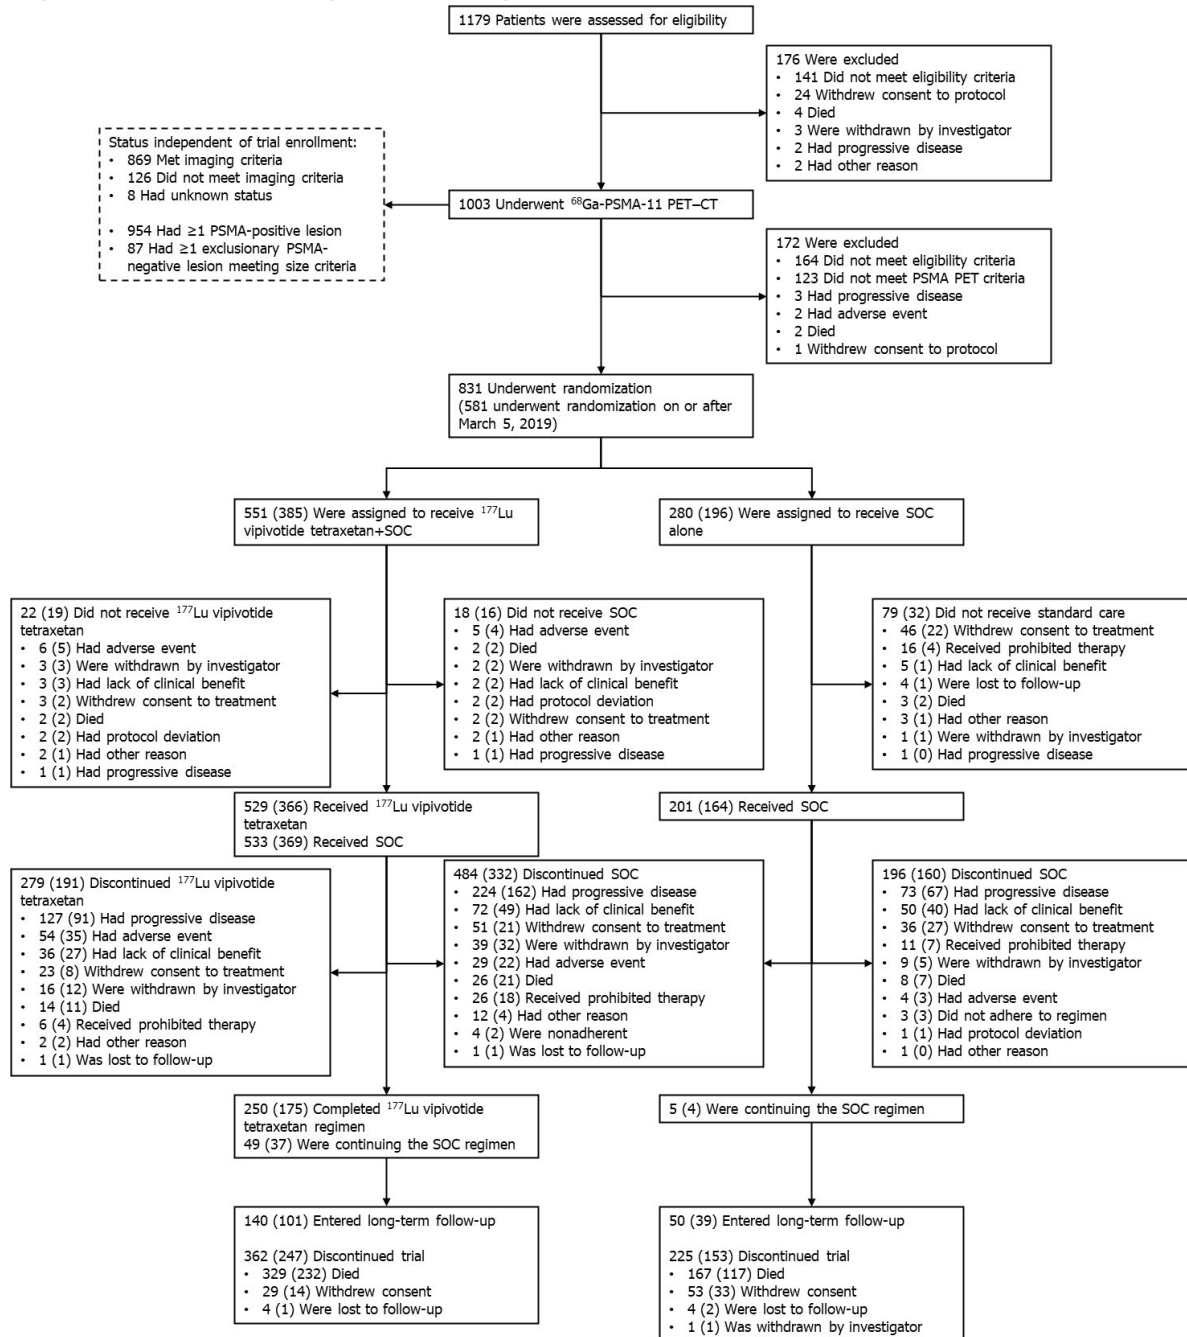 1179 Patients were assessed for eligibility
176 Were excluded
• 141 Did not meet eligibility criteria
• 24 Withdrew consent to protocol
• 4 Died
• 3 Were withdrawn by investigator
• 2 Had progressive disease
• 2 Had other reason
Status independent of trial enrollment:
• 869 Met imaging criteria
• 126 Did not meet imaging criteria
• 8 Had unknown status
• 954 Had ≥1 PSMA-positive lesion
• 87 Had ≥1 exclusionary PSMA-
negative lesion meeting size criteria
1003 Underwent ⁶⁸Ga-PSMA-11 PET–CT
172 Were excluded
• 164 Did not meet eligibility criteria
• 123 Did not meet PSMA PET criteria
• 3 Had progressive disease
• 2 Had adverse event
• 2 Died
• 1 Withdrew consent to protocol
831 Underwent randomization
(581 underwent randomization on or after
March 5, 2019)
551 (385) Were assigned to receive ¹⁷⁷Lu
vipivotide tetraxetan+SOC
280 (196) Were assigned to receive SOC
alone
22 (19) Did not receive ¹⁷⁷Lu vipivotide
tetraxetan
• 6 (5) Had adverse event
• 3 (3) Were withdrawn by investigator
• 3 (3) Had lack of clinical benefit
• 3 (2) Withdrew consent to treatment
• 2 (2) Died
• 2 (2) Had protocol deviation
• 2 (1) Had other reason
• 1 (1) Had progressive disease
18 (16) Did not receive SOC
• 5 (4) Had adverse event
• 2 (2) Died
• 2 (2) Were withdrawn by investigator
• 2 (2) Had lack of clinical benefit
• 2 (2) Had protocol deviation
• 2 (2) Withdrew consent to treatment
• 2 (1) Had other reason
• 1 (1) Had progressive disease
79 (32) Did not receive standard care
• 46 (22) Withdrew consent to treatment
• 16 (4) Received prohibited therapy
• 5 (1) Had lack of clinical benefit
• 4 (1) Were lost to follow-up
• 3 (2) Died
• 3 (1) Had other reason
• 1 (1) Were withdrawn by investigator
• 1 (0) Had progressive disease
529 (366) Received ¹⁷⁷Lu vipivotide
tetraxetan
533 (369) Received SOC
201 (164) Received SOC
279 (191) Discontinued ¹⁷⁷Lu vipivotide
tetraxetan
• 127 (91) Had progressive disease
• 54 (35) Had adverse event
• 36 (27) Had lack of clinical benefit
• 23 (8) Withdrew consent to treatment
• 16 (12) Were withdrawn by investigator
• 14 (11) Died
• 6 (4) Received prohibited therapy
• 2 (2) Had other reason
• 1 (1) Was lost to follow-up
484 (332) Discontinued SOC
• 224 (162) Had progressive disease
• 72 (49) Had lack of clinical benefit
• 51 (21) Withdrew consent to treatment
• 39 (32) Were withdrawn by investigator
• 29 (22) Had adverse event
• 26 (21) Died
• 26 (18) Received prohibited therapy
• 12 (4) Had other reason
• 4 (2) Were nonadherent
• 1 (1) Was lost to follow-up
196 (160) Discontinued SOC
• 73 (67) Had progressive disease
• 50 (40) Had lack of clinical benefit
• 36 (27) Withdrew consent to treatment
• 11 (7) Received prohibited therapy
• 9 (5) Were withdrawn by investigator
• 8 (7) Died
• 4 (3) Had adverse event
• 3 (3) Did not adhere to regimen
• 1 (1) Had protocol deviation
• 1 (0) Had other reason
250 (175) Completed ¹⁷⁷Lu vipivotide
tetraxetan regimen
49 (37) Were continuing the SOC regimen
5 (4) Were continuing the SOC regimen
140 (101) Entered long-term follow-up
362 (247) Discontinued trial
• 329 (232) Died
• 29 (14) Withdrew consent
• 4 (1) Were lost to follow-up
50 (39) Entered long-term follow-up
225 (153) Discontinued trial
• 167 (117) Died
• 53 (33) Withdrew consent
• 4 (2) Were lost to follow-up
• 1 (1) Was withdrawn by investigator